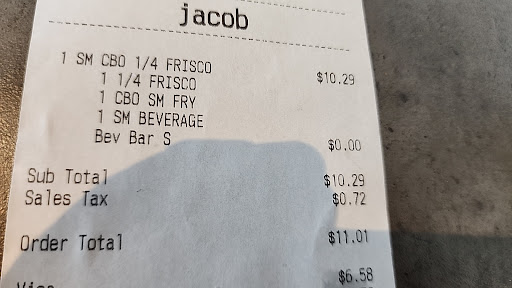 jacob
1 SM CBO 1/4 FRISCO $10.29
1 1/4 FRISCO
1 CBO SM FRY
1 SM BEVERAGE
Bev Bar S $0.00
Sub Total $10.29
Sales Tax $0.72
Order Total $11.01
Visa $6.58